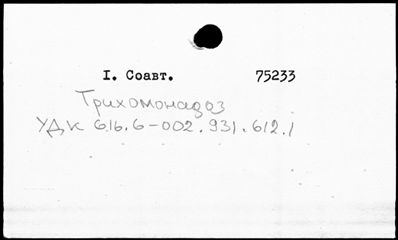 I. Соавт. 75233
Трихомонадоз
УДК 616.6-002.931.612.1